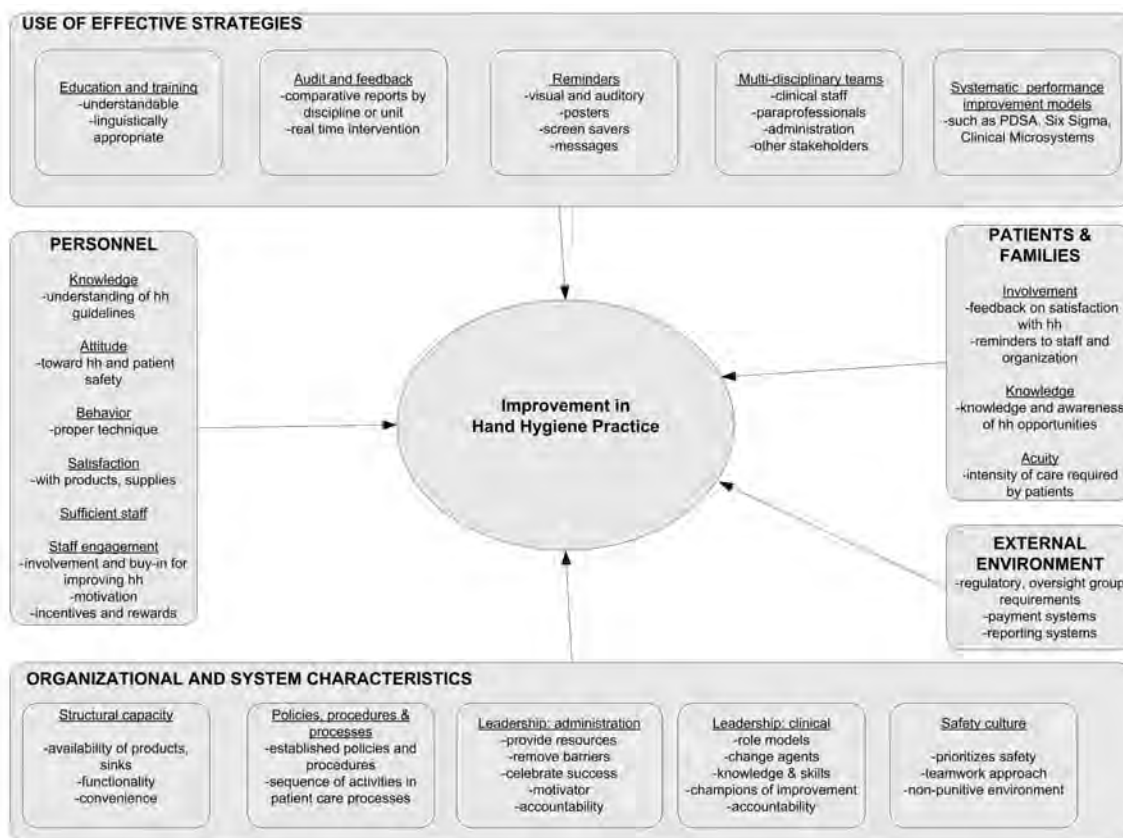 USE OF EFFECTIVE STRATEGIES
Education and training
-understandable
-linguistically
appropriate
Audit and feedback
-comparative reports by
discipline or unit
-real time intervention
Reminders
-visual and auditory
-posters
-screen savers
-messages
Multi-disciplinary teams
-clinical staff
-paraprofessionals
-administration
-other stakeholders
Systematic performance
improvement models
-such as PDSA, Six Sigma,
Clinical Microsystems
PERSONNEL
Knowledge
-understanding of hh
guidelines
Attitude
-toward hh and patient
safety
Behavior
-proper technique
Satisfaction
-with products, supplies
Sufficient staff
Staff engagement
-involvement and buy-in for
improving hh
-motivation
-incentives and rewards
Improvement in
Hand Hygiene Practice
PATIENTS &
FAMILIES
Involvement
-feedback on satisfaction
with hh
-reminders to staff and
organization
Knowledge
-knowledge and awareness
of hh opportunities
Acuity
-intensity of care required
by patients
EXTERNAL
ENVIRONMENT
-regulatory, oversight group
requirements
-payment systems
-reporting systems
ORGANIZATIONAL AND SYSTEM CHARACTERISTICS
Structural capacity
-availability of products,
sinks
-functionality
-convenience
Policies, procedures &
processes
-established policies and
procedures
-sequence of activities in
patient care processes
Leadership: administration
-provide resources
-remove barriers
-celebrate success
-motivator
-accountability
Leadership: clinical
-role models
-change agents
-knowledge & skills
-champions of improvement
-accountability
Safety culture
-prioritizes safety
-teamwork approach
-non-punitive environment